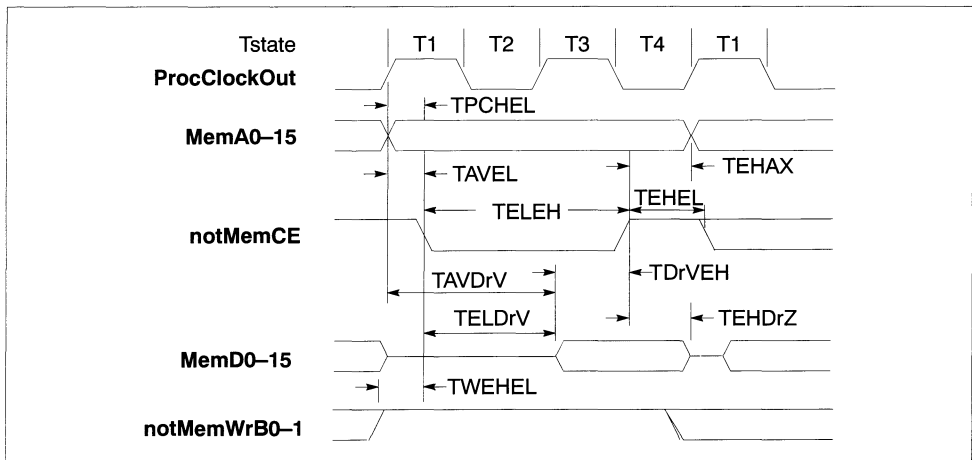 Tstate T1 T2 T3 T4 T1
ProcClockOut
TPCHEL
MemA0–15
TAVEL
TEHAX
TEHEL
TELEH
notMemCE
TAVDrV
TDrVEH
TELDrV
TEHDrZ
MemD0–15
TWEHEL
notMemWrB0–1